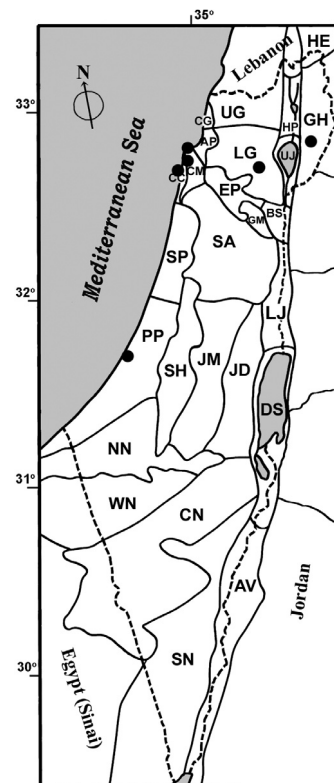 35°
HE
Lebanon
N
33°
CG
UG
HP
GH
AP
Mediterranean Sea
LG
UJ
CC
CM
EP
GM
BS
SP
SA
32°
LJ
PP
SH
JM
JD
DS
NN
31°
WN
CN
AV
Jordan
SN
30°
Egypt (Sinai)